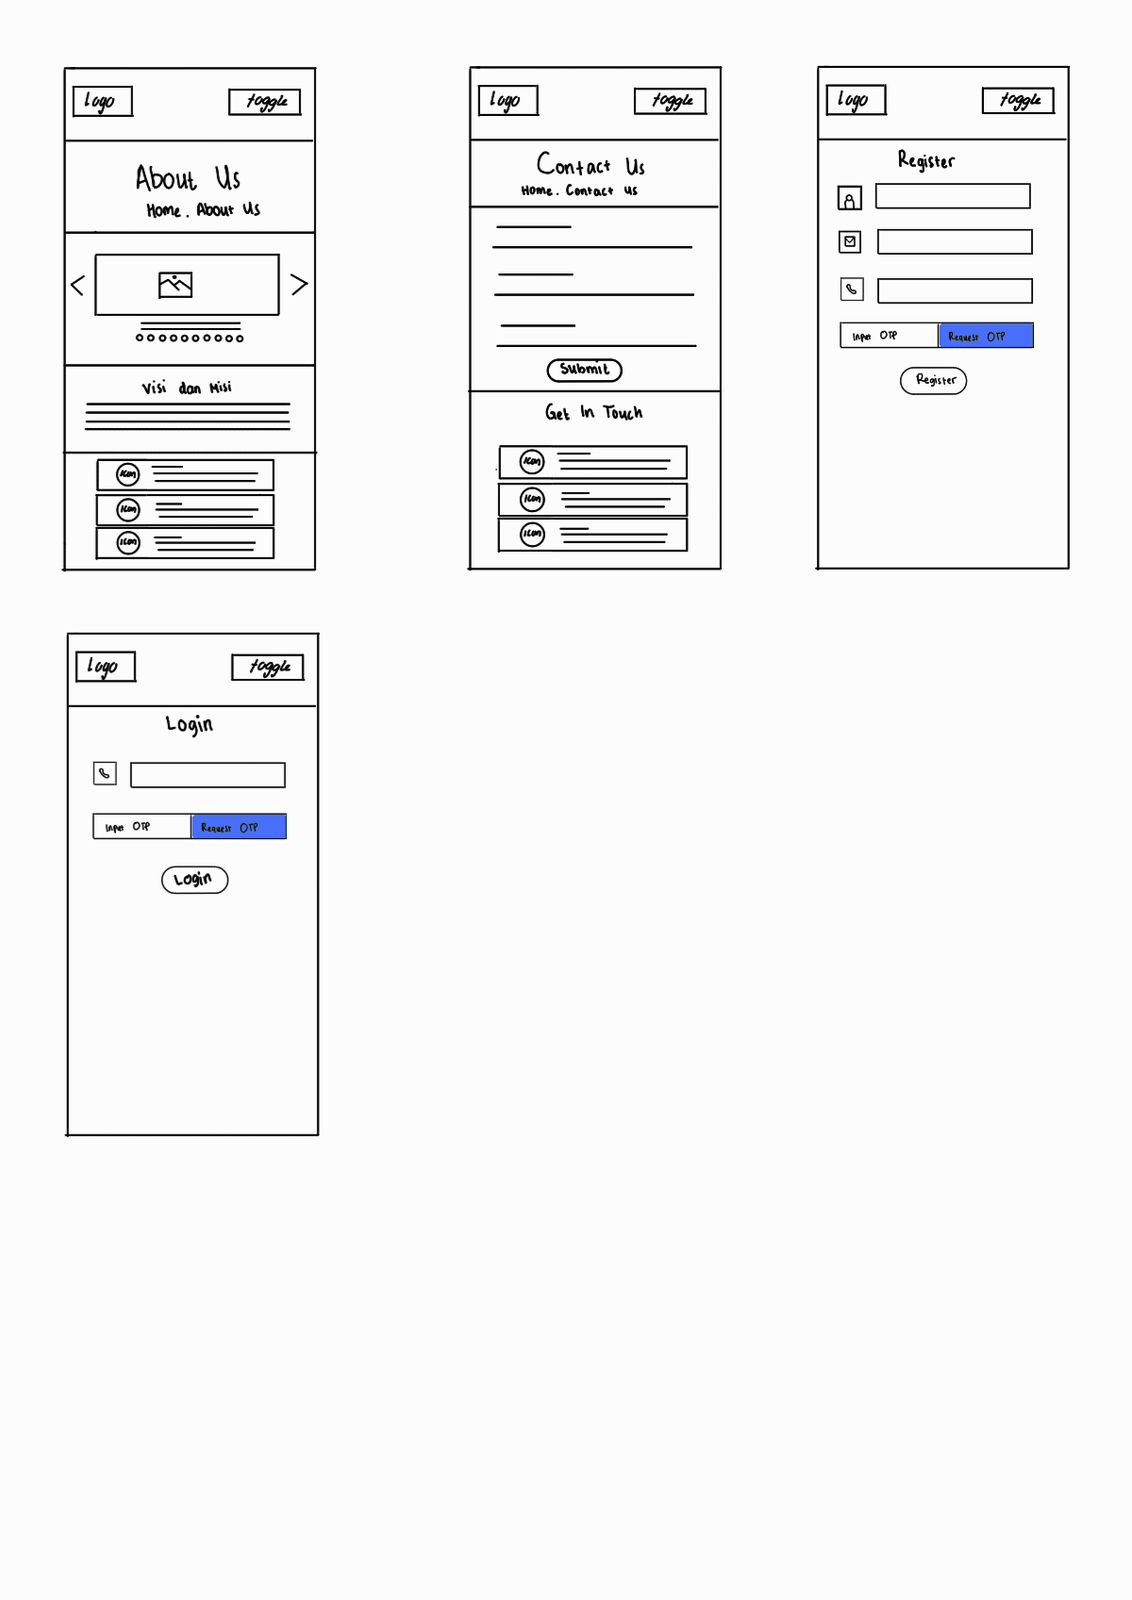 Logo
toggle
About Us
Home. About Us
Visi dan Misi
Icon
Icon
Icon
Logo
toggle
Contact Us
Home. Contact Us
Submit
Get In Touch
Icon
Icon
Icon
Logo
toggle
Register
Input OTP
Request OTP
Register
Logo
toggle
Login
Input OTP
Request OTP
Login